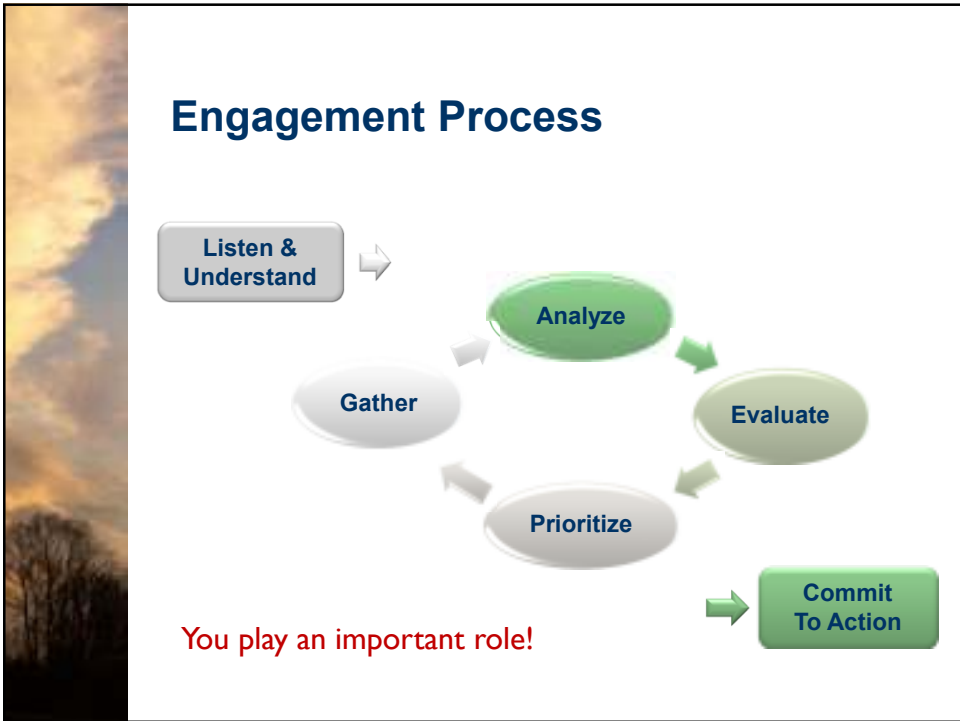 Engagement Process
Listen &
Understand
Analyze
Gather
Evaluate
Prioritize
Commit
To Action
You play an important role!